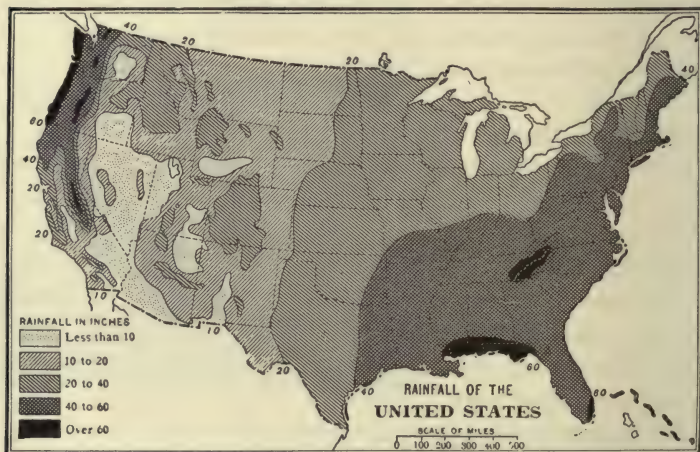 40
20
20
40
60
40
20
20
10
10
20
40
60
60
RAINFALL IN INCHES
Less than 10
10 to 20
20 to 40
40 to 60
Over 60
RAINFALL OF THE
UNITED STATES
SCALE OF MILES
0 100 200 300 400 500